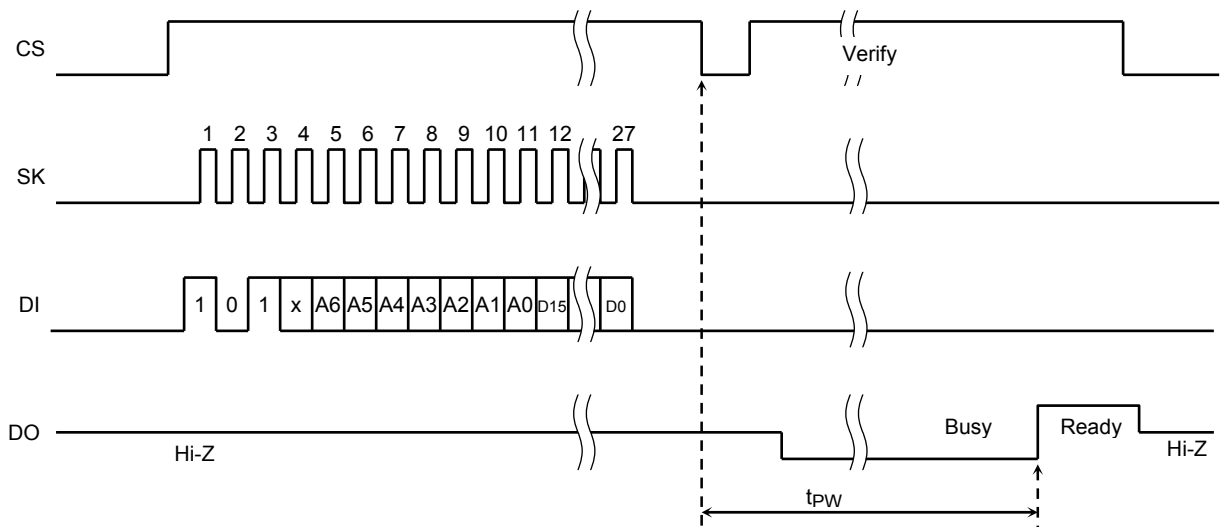 CS
Verify
1 2 3 4 5 6 7 8 9 10 11 12 27
SK
DI
1 0 1 x A6 A5 A4 A3 A2 A1 A0 D15 D0
Busy Ready
DO
Hi-Z Hi-Z
tPW